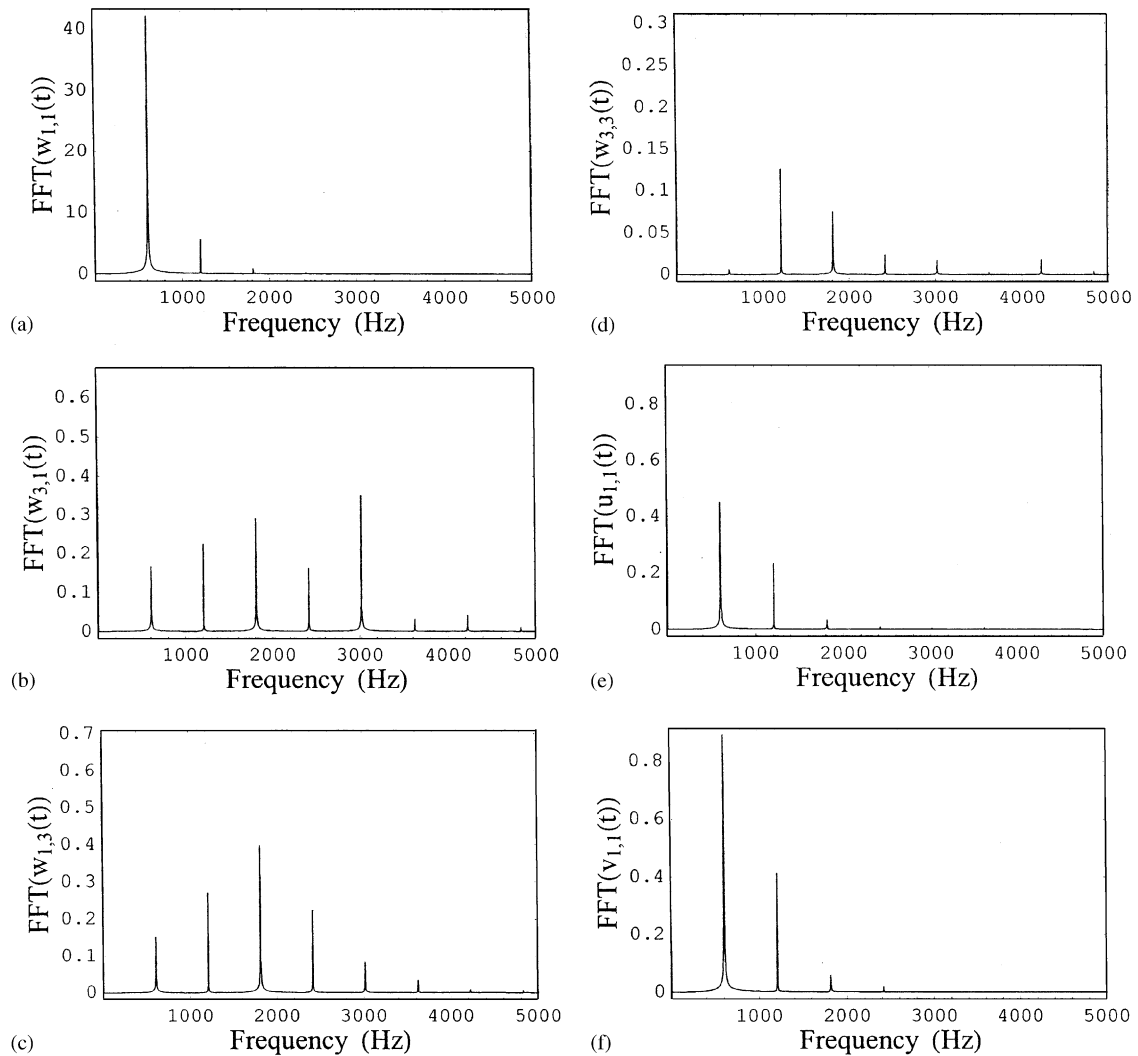 FFT(w1,1(t))
40
30
20
10
0
1000 2000 3000 4000 5000
(a) Frequency (Hz)
FFT(w3,3(t))
0.3
0.25
0.2
0.15
0.1
0.05
0
1000 2000 3000 4000 5000
(d) Frequency (Hz)
FFT(w3,1(t))
0.6
0.5
0.4
0.3
0.2
0.1
0
1000 2000 3000 4000 5000
(b) Frequency (Hz)
FFT(u1,1(t))
0.8
0.6
0.4
0.2
0
1000 2000 3000 4000 5000
(e) Frequency (Hz)
FFT(w1,3(t))
0.7
0.6
0.5
0.4
0.3
0.2
0.1
0
1000 2000 3000 4000 5000
(c) Frequency (Hz)
FFT(v1,1(t))
0.8
0.6
0.4
0.2
0
1000 2000 3000 4000 5000
(f) Frequency (Hz)